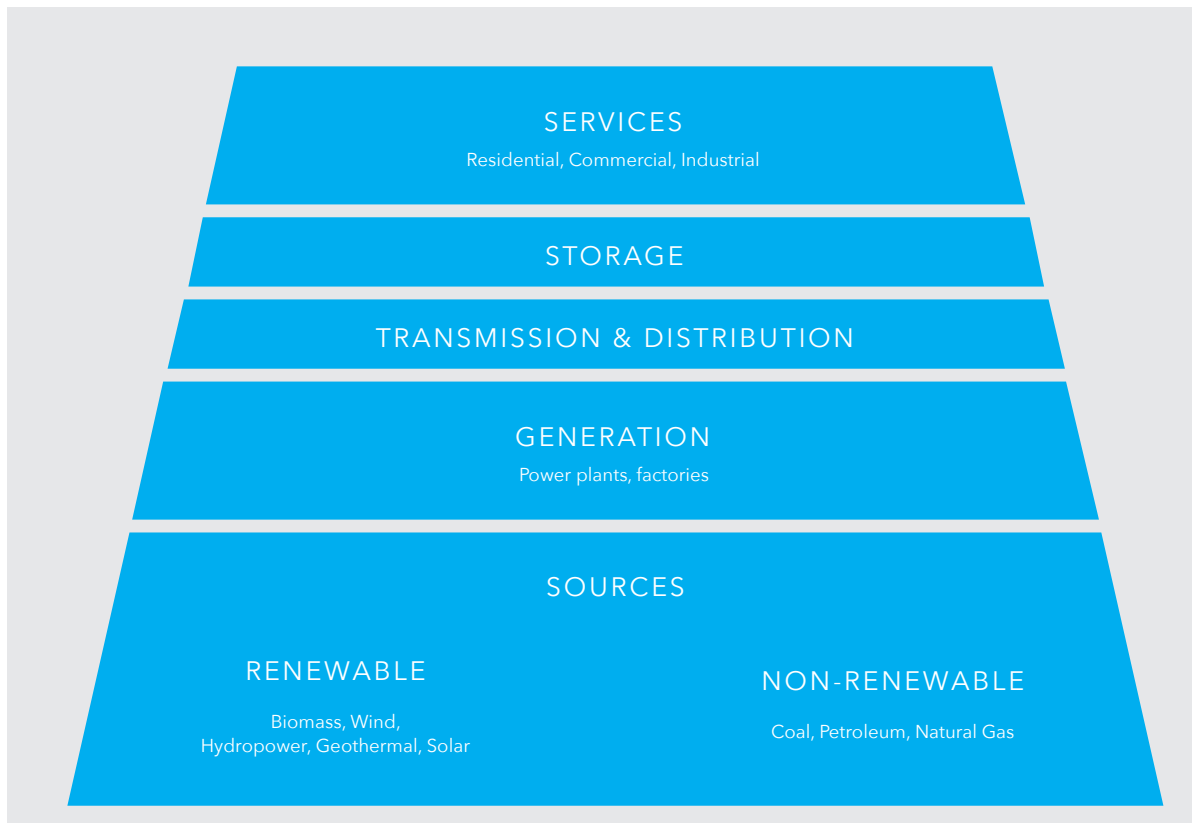 SERVICES
Residential, Commercial, Industrial
STORAGE
TRANSMISSION & DISTRIBUTION
GENERATION
Power plants, factories
SOURCES
RENEWABLE
Biomass, Wind,
Hydropower, Geothermal, Solar
NON-RENEWABLE
Coal, Petroleum, Natural Gas